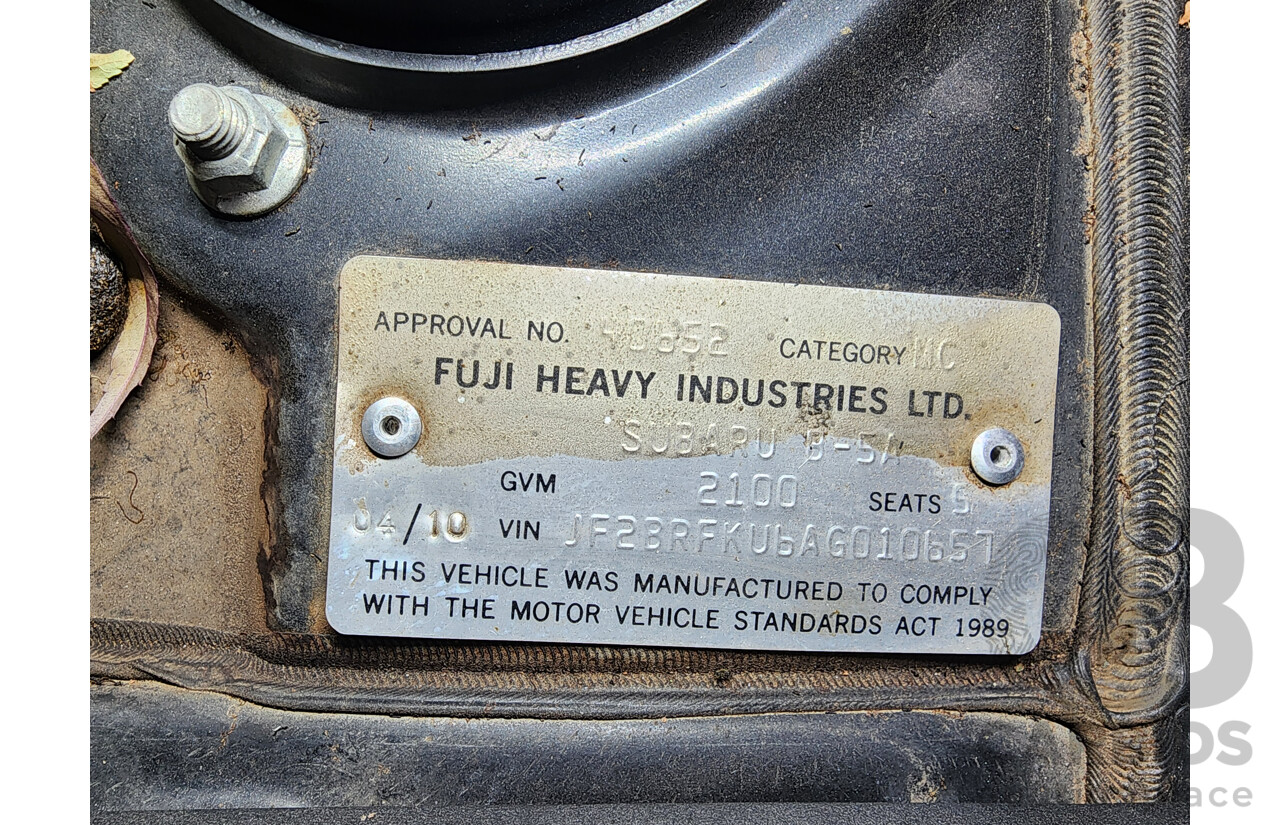 APPROVAL NO. 40652 CATEGORY MC
FUJI HEAVY INDUSTRIES LTD.
SUBARU B-5A
GVM 2100 SEATS 5
04/10 VIN JF2BRFKU6AG010657
THIS VEHICLE WAS MANUFACTURED TO COMPLY
WITH THE MOTOR VEHICLE STANDARDS ACT 1989